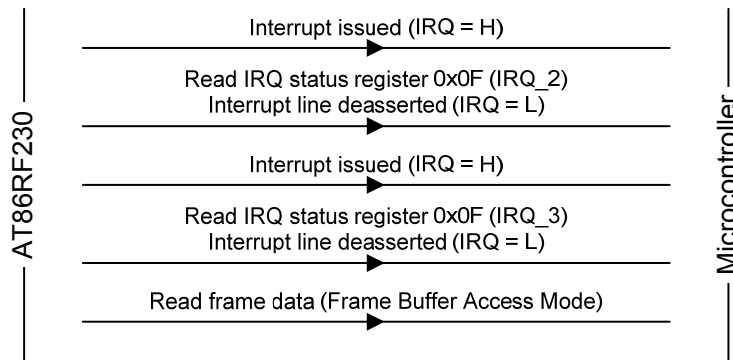 Interrupt issued (IRQ = H)
Read IRQ status register 0x0F (IRQ_2)
Interrupt line deasserted (IRQ = L)
Interrupt issued (IRQ = H)
Read IRQ status register 0x0F (IRQ_3)
Interrupt line deasserted (IRQ = L)
Read frame data (Frame Buffer Access Mode)
AT86RF230
Microcontroller